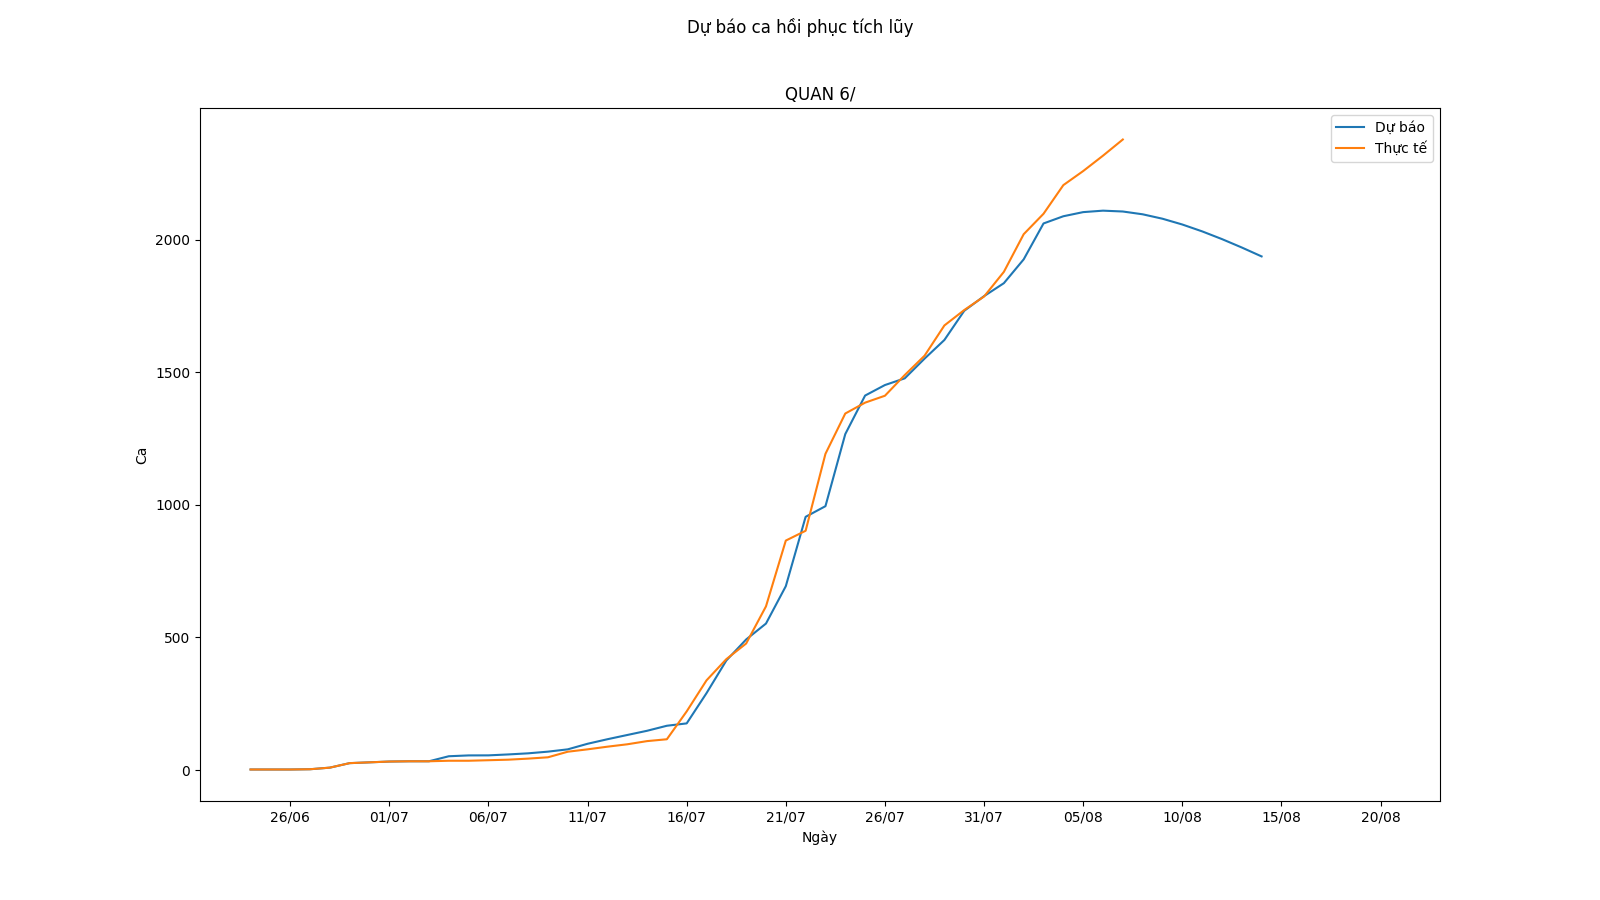 Dự báo ca hồi phục tích lũy
QUAN 6/
Dự báo
Thực tế
2000
1500
1000
500
0
Ca
26/06 01/07 06/07 11/07 16/07 21/07 26/07 31/07 05/08 10/08 15/08 20/08
Ngày